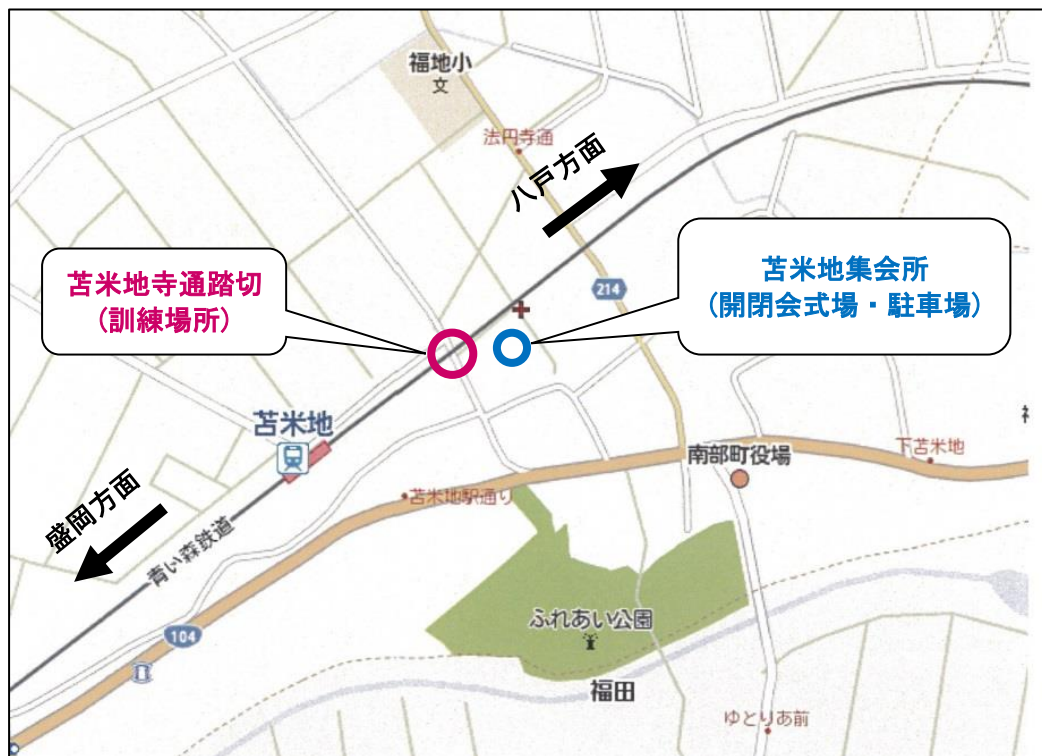 福地小
文
法円寺通
八戸方面
苫米地寺通踏切
(訓練場所)
苫米地集会所
(開閉会式場・駐車場)
214
苫米地
南部町役場
下苫米地
苫米地駅通り
盛岡方面
青い森鉄道
104
ふれあい公園
福田
ゆとりあ前